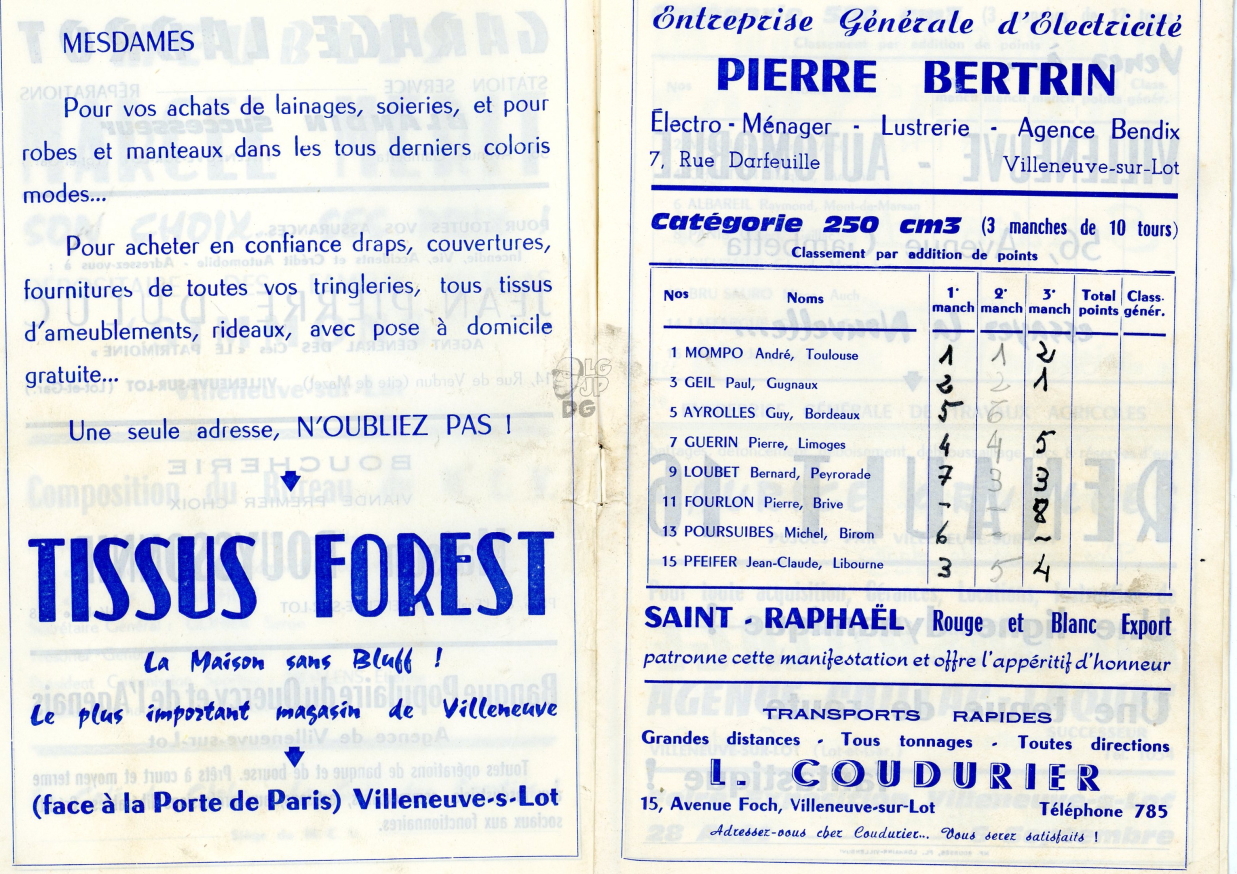 MESDAMES
Pour vos achats de lainages, soieries, et pour
robes et manteaux dans les tous derniers coloris
modes...
Pour acheter en confiance draps, couvertures,
fournitures de toutes vos tringleries, tous tissus
d'ameublements, rideaux, avec pose à domicile
gratuite...
Une seule adresse, N'OUBLIEZ PAS !
TISSUS FOREST
La Maison sans Bluff !
Le plus important magasin de Villeneuve
(face à la Porte de Paris) Villeneuve-s-Lot
Entreprise Générale d'Électricité
PIERRE BERTRIN
Électro - Ménager - Lustrerie - Agence Bendix
7, Rue Darfeuille Villeneuve-sur-Lot
Catégorie 250 cm3 (3 manches de 10 tours)
Classement par addition de points
Nos Noms 1e manch 2e manch 3e manch Total points Class. génér.
1 MOMPO André, Toulouse 1 1 2
3 GEIL Paul, Gugnaux 2 2 1
5 AYROLLES Guy, Bordeaux 5 6
7 GUERIN Pierre, Limoges 4 4 5
9 LOUBET Bernard, Peyrorade 7 3 3
11 FOURLON Pierre, Brive - - 8
13 POURSUIBES Michel, Birom 6 -
15 PFEIFER Jean-Claude, Libourne 3 5 4
SAINT - RAPHAËL Rouge et Blanc Export
patronne cette manifestation et offre l'appéritif d'honneur
TRANSPORTS RAPIDES
Grandes distances - Tous tonnages - Toutes directions
L. COUDURIER
15, Avenue Foch, Villeneuve-sur-Lot Téléphone 785
Adressez-vous chez Coudurier... Vous serez satisfaits !
LG
JP
DG